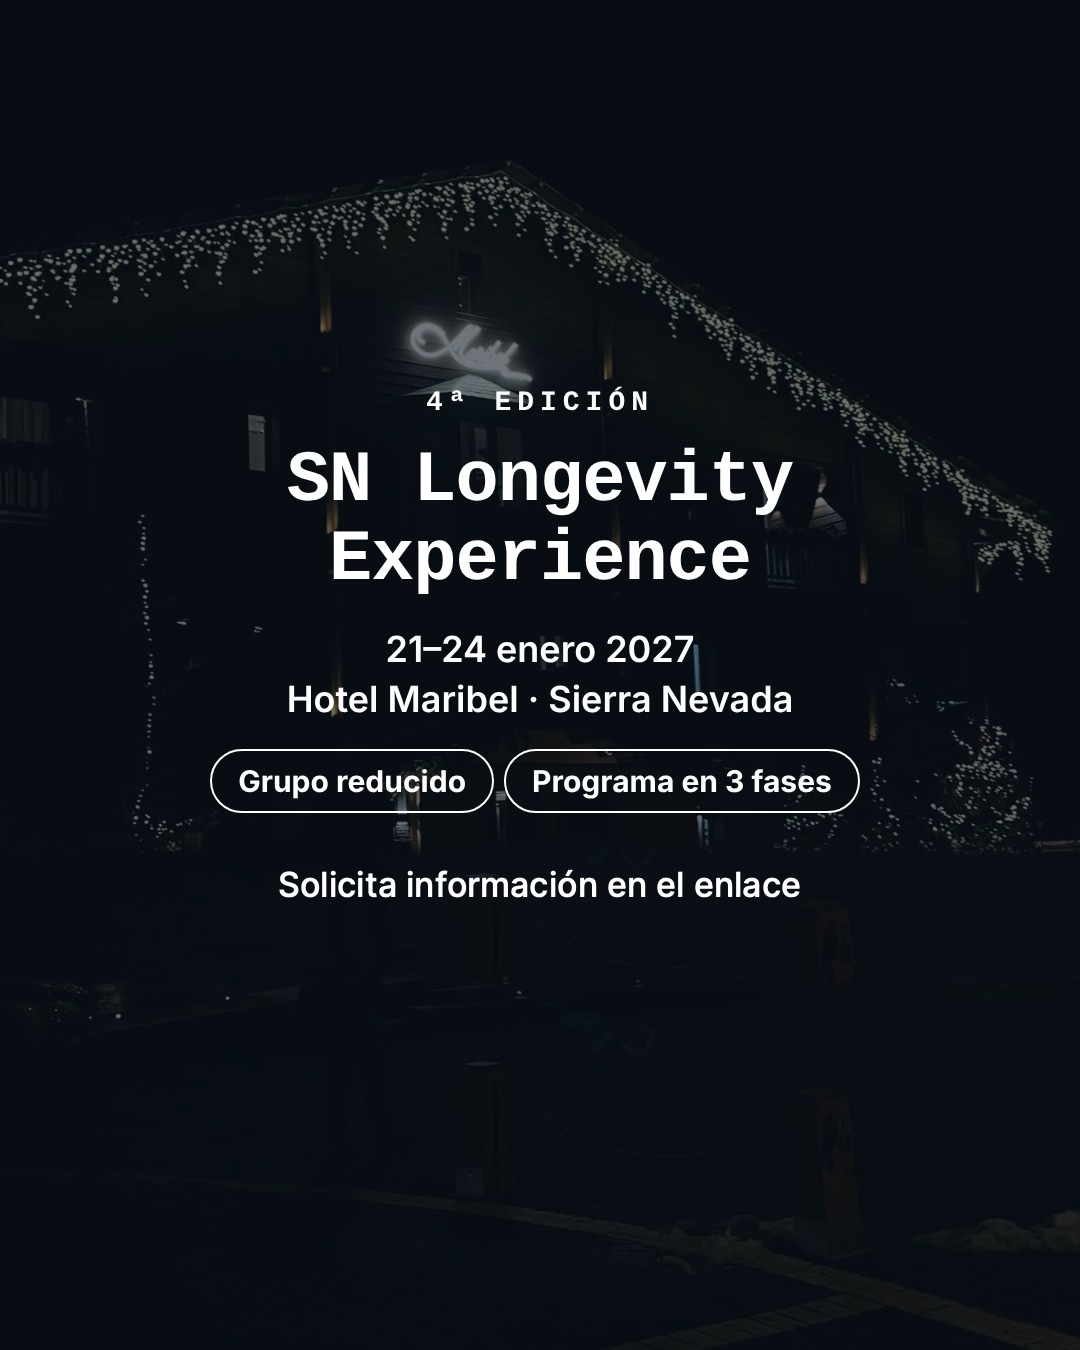 Maribel
4ª EDICIÓN
SN Longevity
Experience
21–24 enero 2027
Hotel Maribel · Sierra Nevada
Grupo reducido
Programa en 3 fases
Solicita información en el enlace